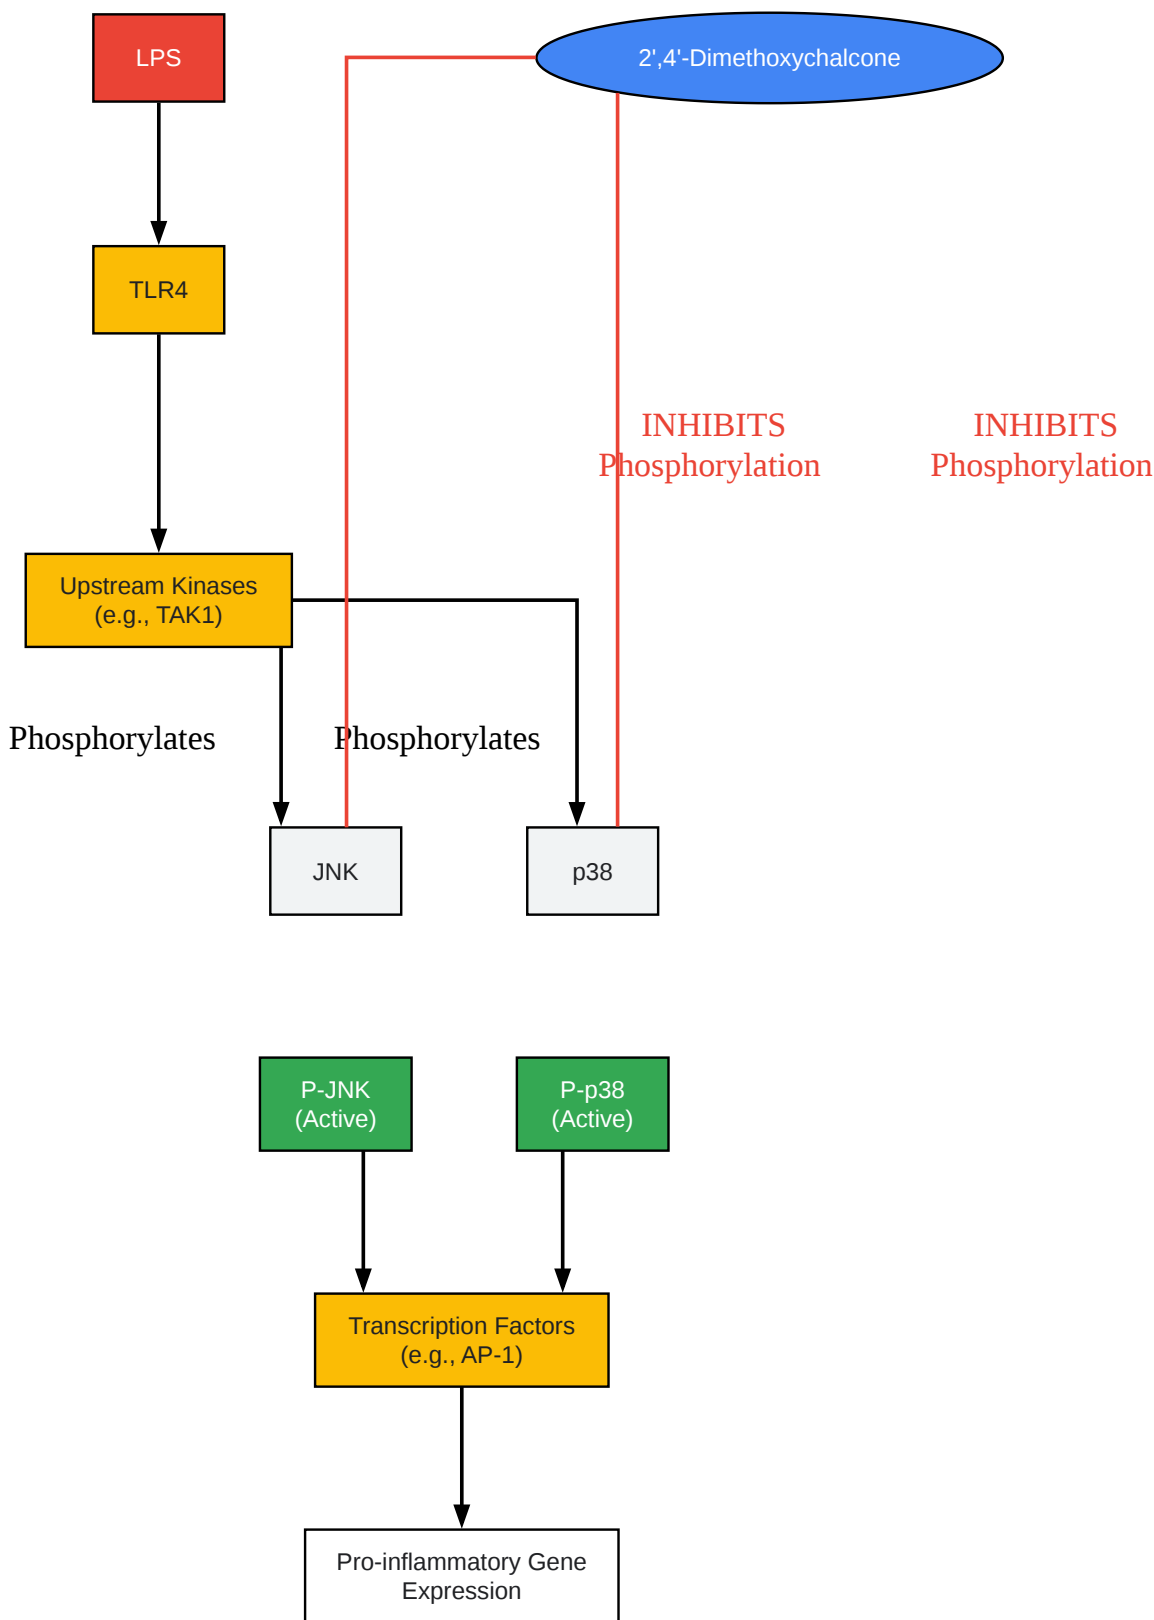 LPS
2',4'-Dimethoxychalcone
TLR4
INHIBITS
Phosphorylation
INHIBITS
Phosphorylation
Upstream Kinases
(e.g., TAK1)
Phosphorylates
Phosphorylates
JNK
p38
P-JNK
(Active)
P-p38
(Active)
Transcription Factors
(e.g., AP-1)
Pro-inflammatory Gene
Expression